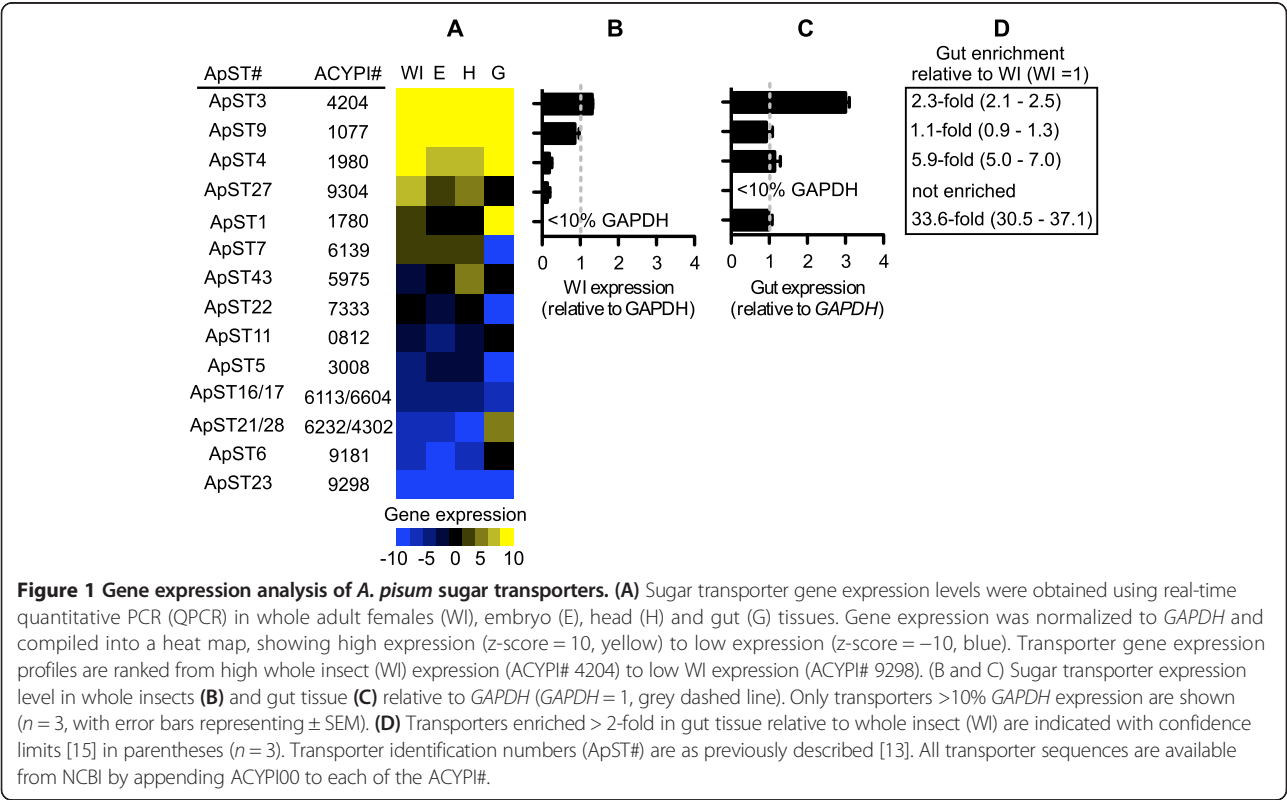 A B C D
Gut enrichment
relative to WI (WI =1)
ApST# ACYPI# WI E H G
ApST3 4204 2.3-fold (2.1 - 2.5)
ApST9 1077 1.1-fold (0.9 - 1.3)
ApST4 1980 5.9-fold (5.0 - 7.0)
ApST27 9304 <10% GAPDH not enriched
ApST1 1780 <10% GAPDH 33.6-fold (30.5 - 37.1)
ApST7 6139
0 1 2 3 4 0 1 2 3 4
ApST43 5975
WI expression Gut expression
(relative to GAPDH) (relative to GAPDH)
ApST22 7333
ApST11 0812
ApST5 3008
ApST16/17 6113/6604
ApST21/28 6232/4302
ApST6 9181
ApST23 9298
Gene expression
-10 -5 0 5 10
Figure 1 Gene expression analysis of A. pisum sugar transporters. (A) Sugar transporter gene expression levels were obtained using real-time
quantitative PCR (QPCR) in whole adult females (WI), embryo (E), head (H) and gut (G) tissues. Gene expression was normalized to GAPDH and
compiled into a heat map, showing high expression (z-score = 10, yellow) to low expression (z-score = −10, blue). Transporter gene expression
profiles are ranked from high whole insect (WI) expression (ACYPI# 4204) to low WI expression (ACYPI# 9298). (B and C) Sugar transporter expression
level in whole insects (B) and gut tissue (C) relative to GAPDH (GAPDH = 1, grey dashed line). Only transporters >10% GAPDH expression are shown
(n = 3, with error bars representing ± SEM). (D) Transporters enriched > 2-fold in gut tissue relative to whole insect (WI) are indicated with confidence
limits [15] in parentheses (n = 3). Transporter identification numbers (ApST#) are as previously described [13]. All transporter sequences are available
from NCBI by appending ACYPI00 to each of the ACYPI#.